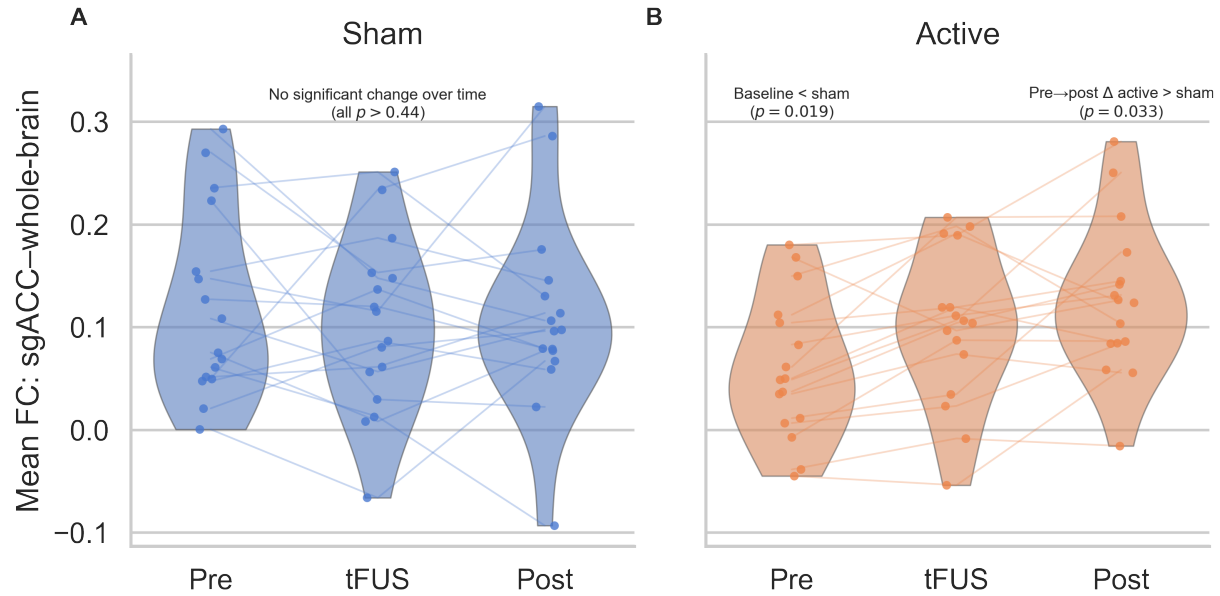 A
B
Sham
Active
No significant change over time
(all p > 0.44)
Baseline < sham
(p = 0.019)
Pre→post Δ active > sham
(p = 0.033)
Mean FC: sgACC–whole-brain
0.3
0.2
0.1
0.0
−0.1
Pre
tFUS
Post
Pre
tFUS
Post